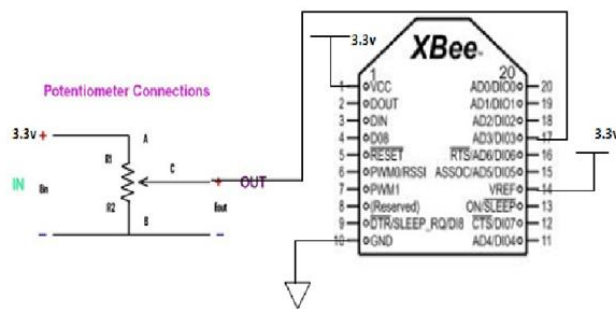 Potentiometer Connections
3.3v +
A
R1
C
IN
Ein
+ OUT
R2
Eout
B
3.3v
XBee™
1
20
1 VCC
2 DOUT
3 DIN
4 DO8
5 RESET
6 PWM0/RSSI
7 PWM1
8 (Reserved)
9 DTR/SLEEP_RQ/DI8
10 GND
AD0/DIO0 20
AD1/DIO1 19
AD2/DIO2 18
AD3/DIO3 17
RTS/AD6/DIO6 16
ASSOC/AD5/DIO5 15
VREF 14
ON/SLEEP 13
CTS/DIO7 12
AD4/DIO4 11
3.3v